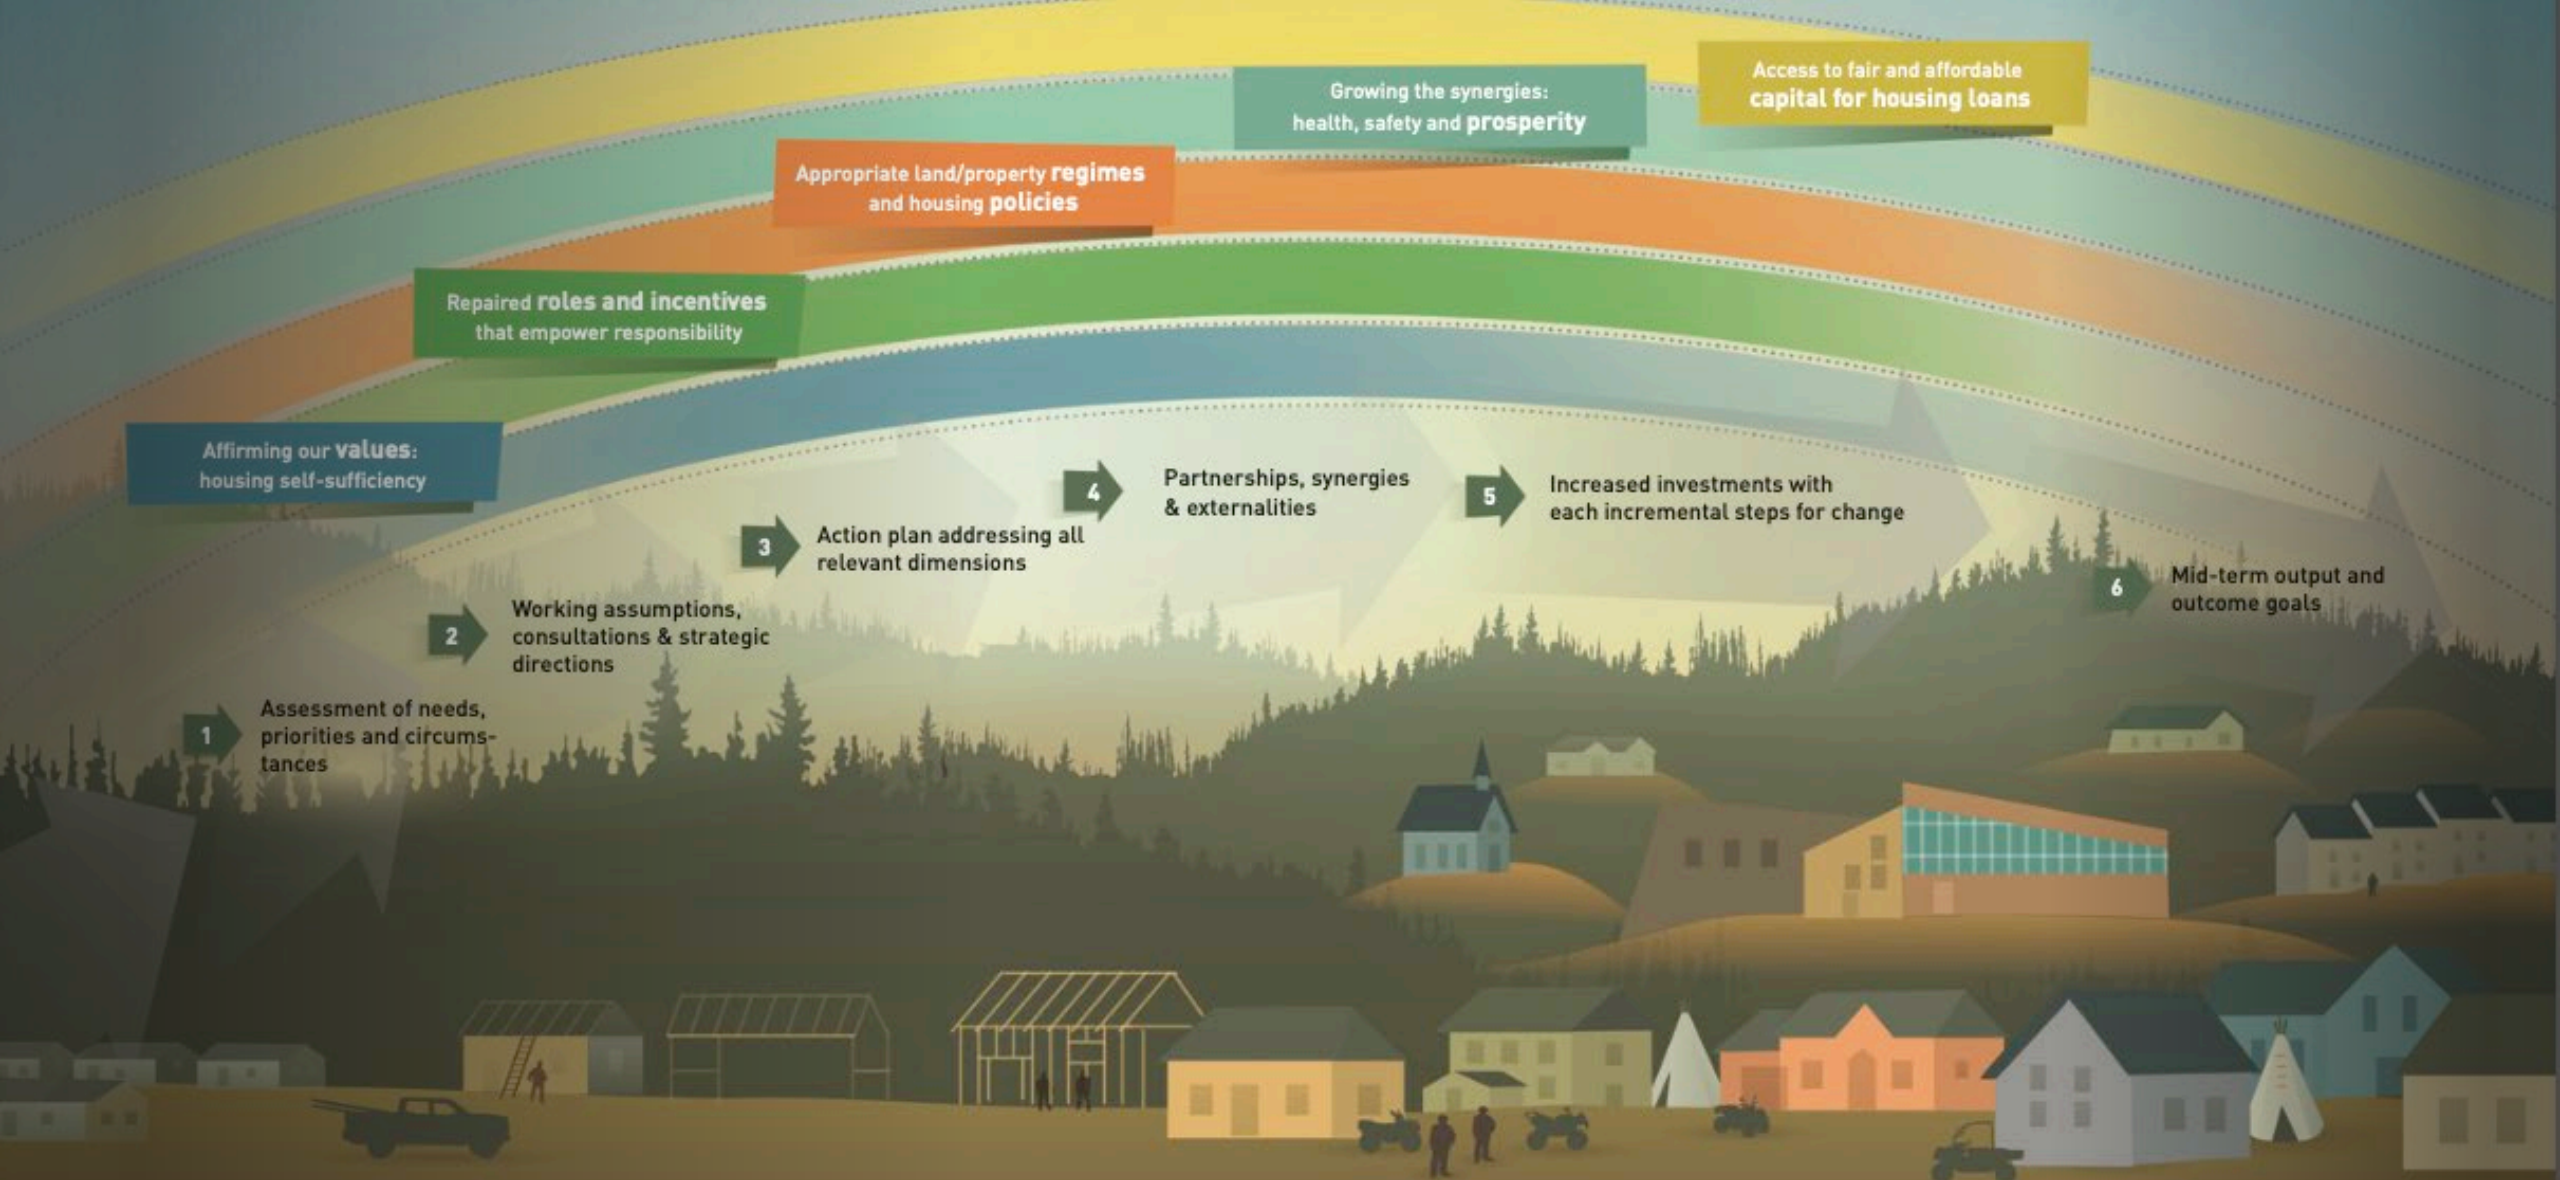 Access to fair and affordable
capital for housing loans
Growing the synergies:
health, safety and prosperity
Appropriate land/property regimes
and housing policies
Repaired roles and incentives
that empower responsibility
Affirming our values:
housing self-sufficiency
1
Assessment of needs,
priorities and circums-
tances
2
Working assumptions,
consultations & strategic
directions
3
Action plan addressing all
relevant dimensions
4
Partnerships, synergies
& externalities
5
Increased investments with
each incremental steps for change
6
Mid-term output and
outcome goals